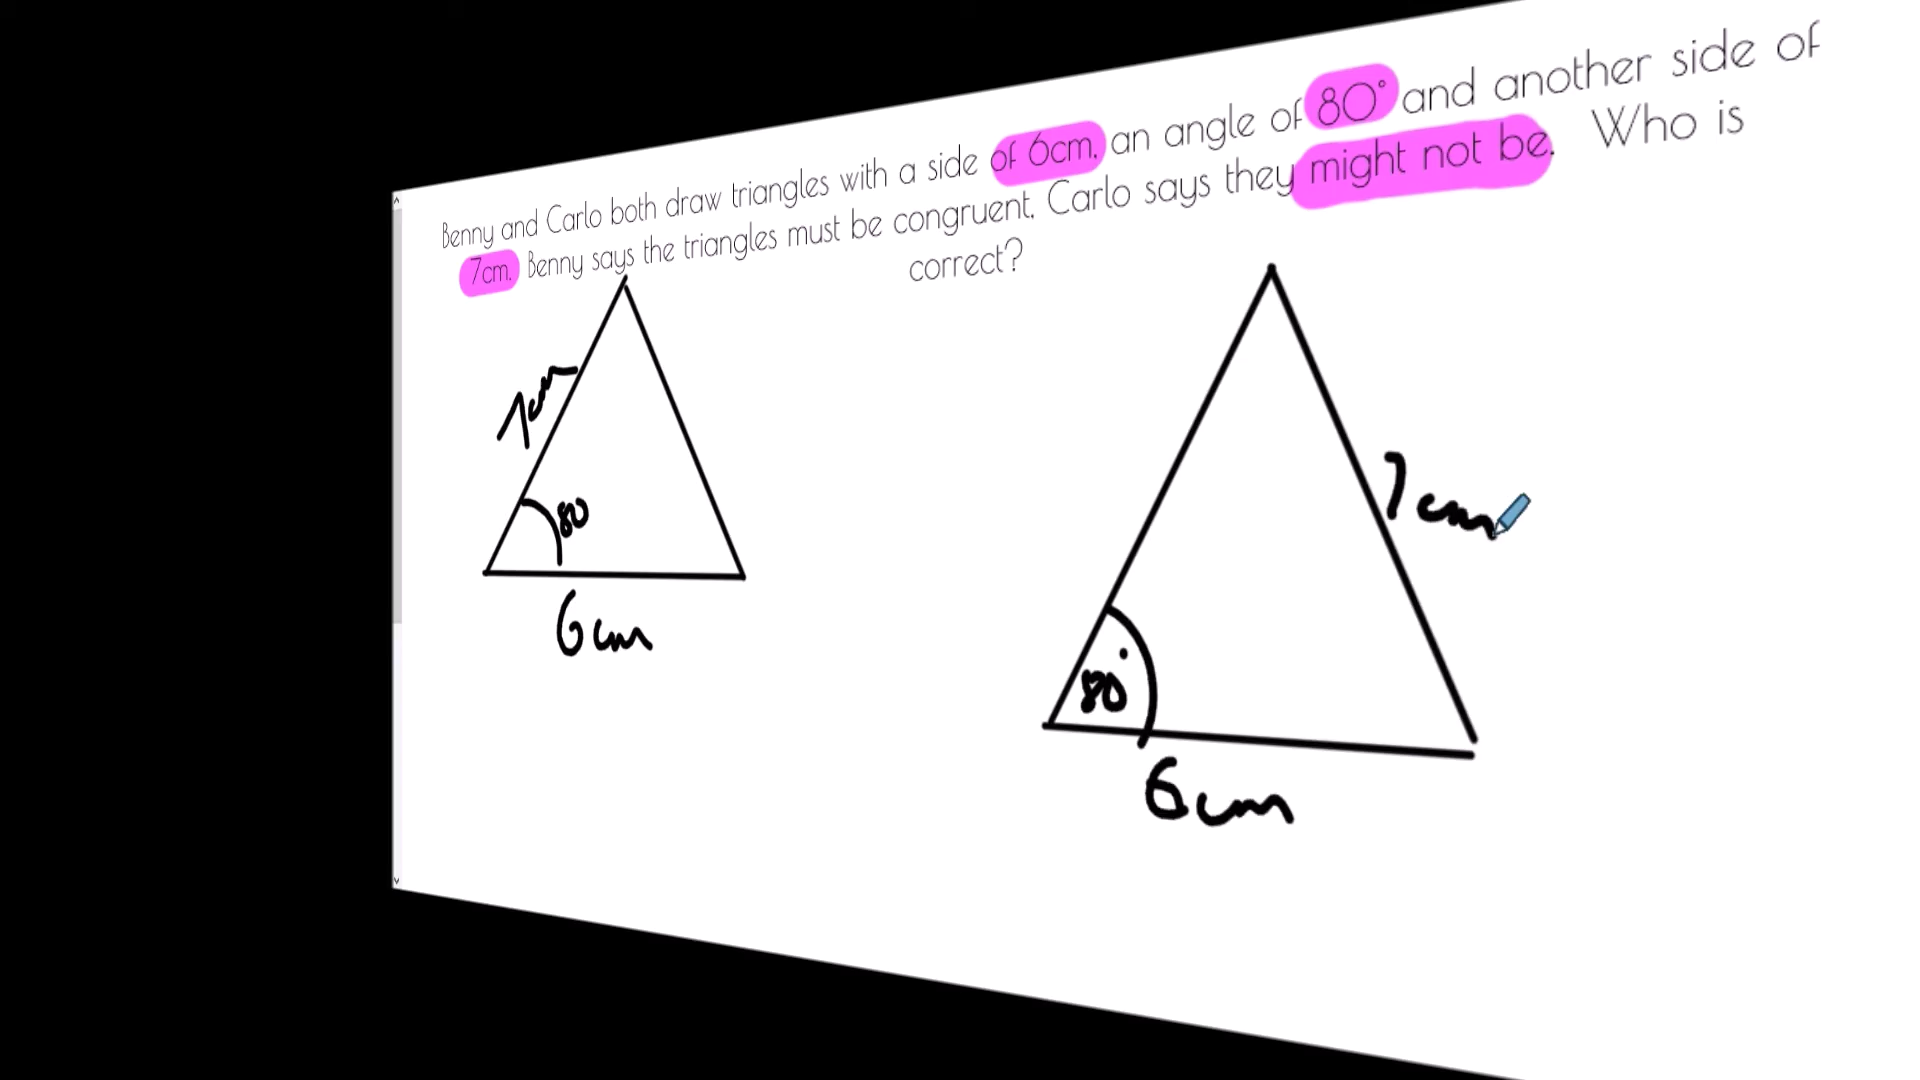 Benny and Carlo both draw triangles with a side of 6cm, an angle of 80° and another side of
7cm. Benny says the triangles must be congruent. Carlo says they might not be. Who is
correct?
7cm
80
6cm
7cm
80°
6cm